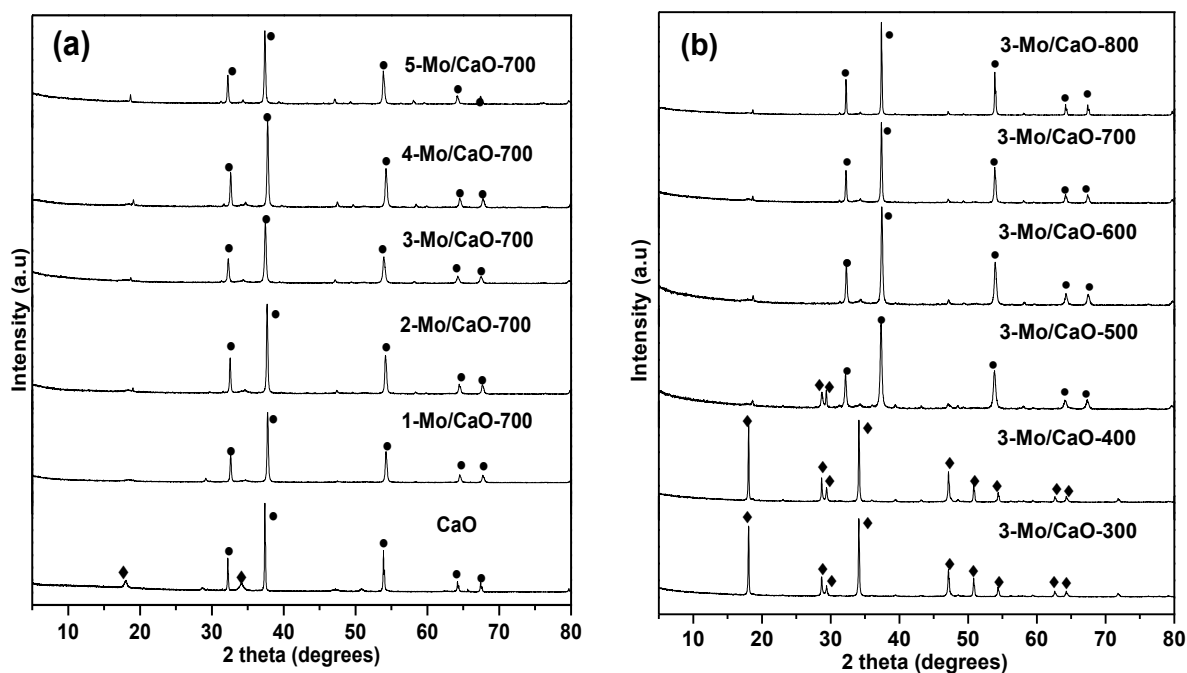 (a)
5-Mo/CaO-700
4-Mo/CaO-700
3-Mo/CaO-700
2-Mo/CaO-700
1-Mo/CaO-700
CaO
Intensity (a.u)
10 20 30 40 50 60 70 80
2 theta (degrees)
(b)
3-Mo/CaO-800
3-Mo/CaO-700
3-Mo/CaO-600
3-Mo/CaO-500
3-Mo/CaO-400
3-Mo/CaO-300
Intensity (a.u)
10 20 30 40 50 60 70 80
2 theta (degrees)